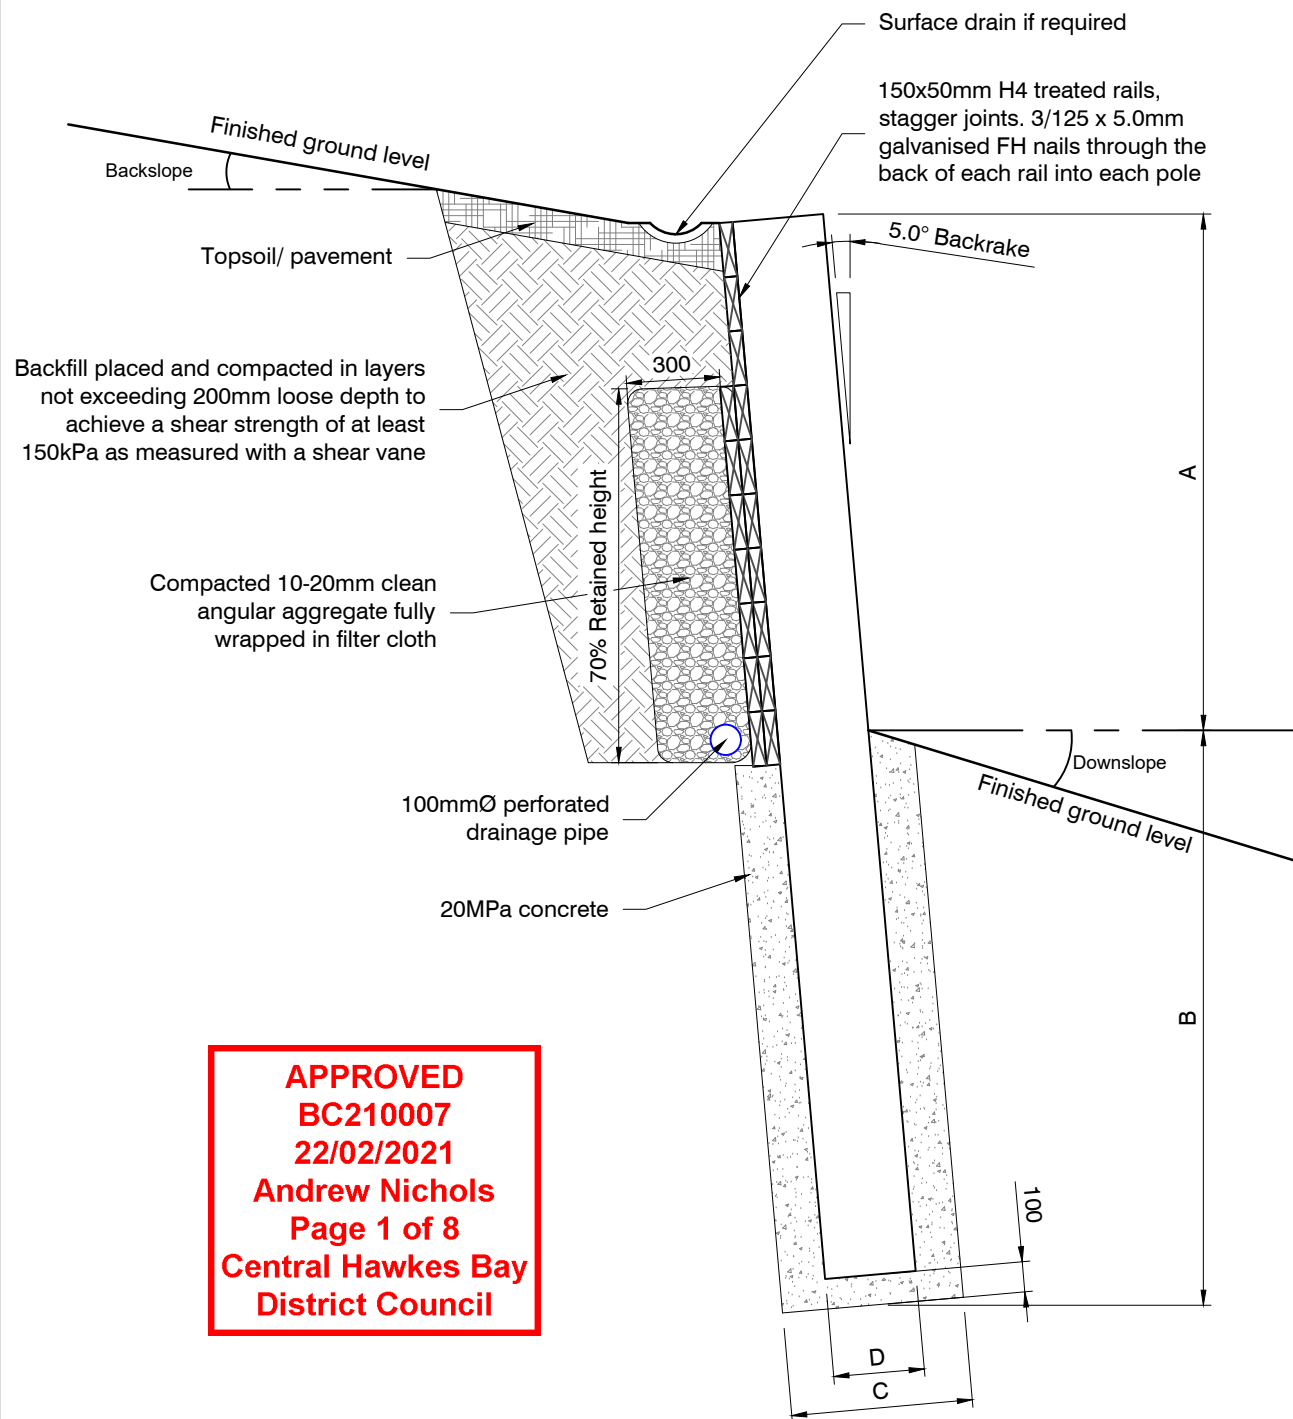 Surface drain if required
150x50mm H4 treated rails,
stagger joints. 3/125 x 5.0mm
galvanised FH nails through the
back of each rail into each pole
Finished ground level
Backslope
5.0° Backrake
Topsoil/ pavement
300
Backfill placed and compacted in layers
not exceeding 200mm loose depth to
achieve a shear strength of at least
150kPa as measured with a shear vane
A
70% Retained height
Compacted 10-20mm clean
angular aggregate fully
wrapped in filter cloth
Downslope
Finished ground level
100mmØ perforated
drainage pipe
20MPa concrete
B
APPROVED
BC210007
22/02/2021
Andrew Nichols
Page 1 of 8
Central Hawkes Bay
District Council
100
D
C